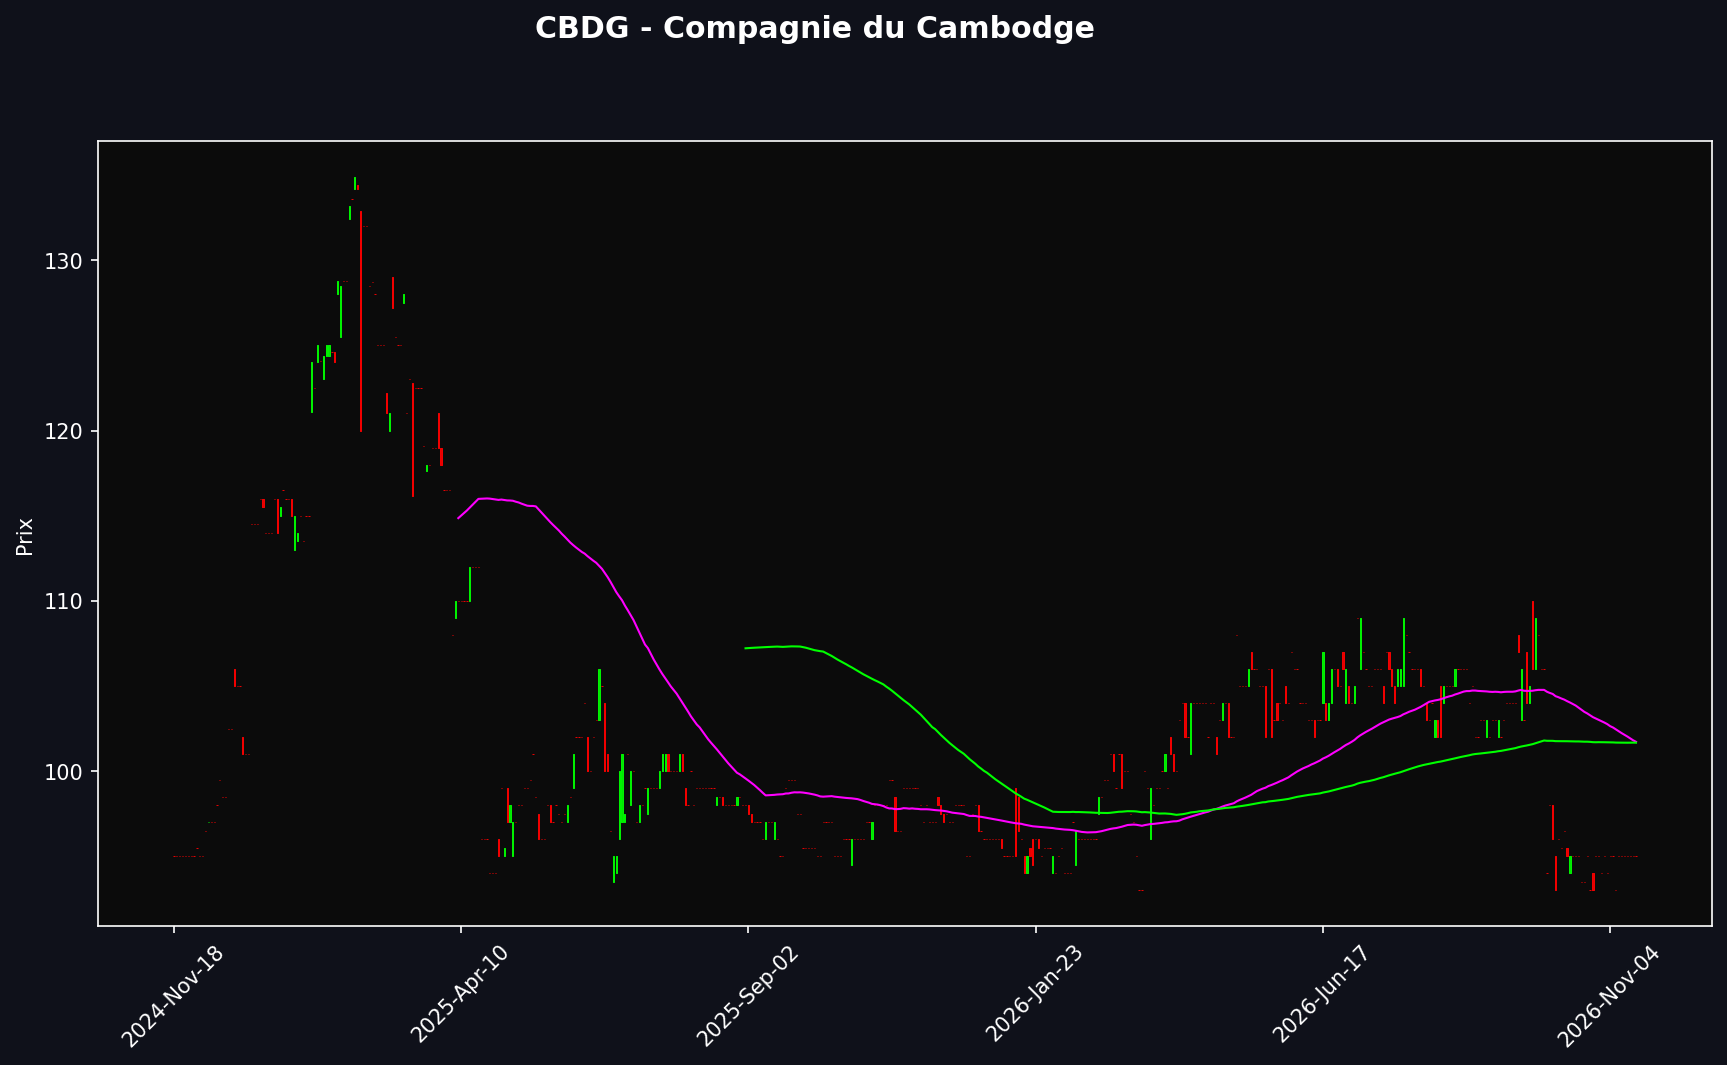 CBDG - Compagnie du Cambodge
Prix
130
120
110
100
2024-Nov-18
2025-Apr-10
2025-Sep-02
2026-Jan-23
2026-Jun-17
2026-Nov-04